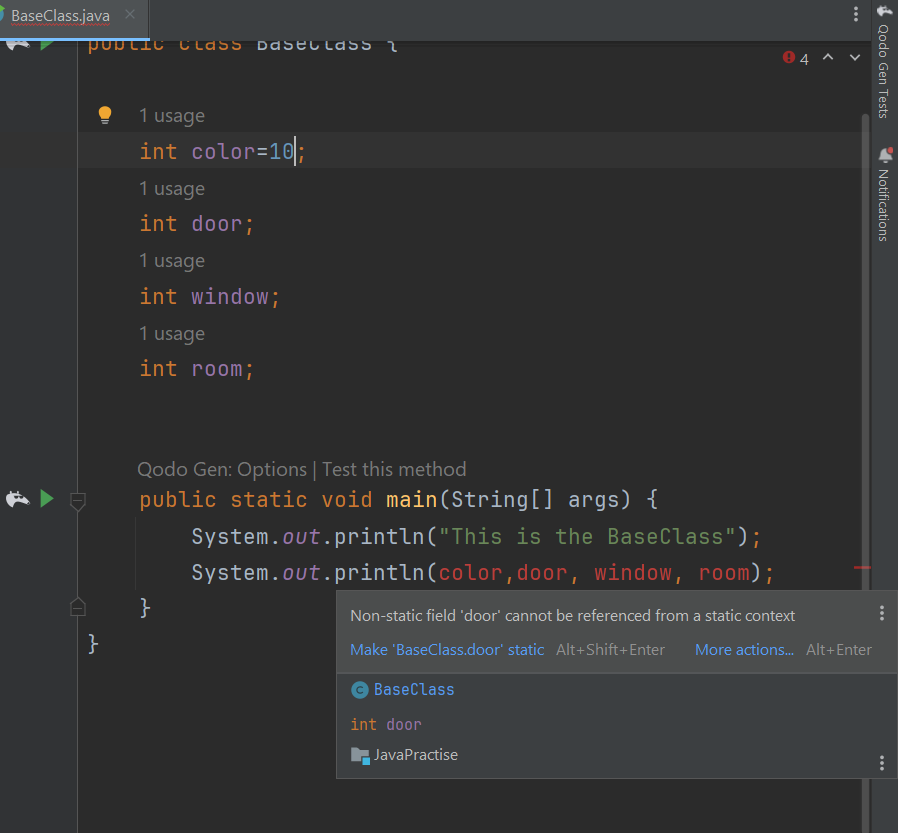 BaseClass.java
public class BaseClass {
4
1 usage
int color=10;
1 usage
int door;
1 usage
int window;
1 usage
int room;
Qodo Gen: Options | Test this method
public static void main(String[] args) {
System.out.println("This is the BaseClass");
System.out.println(color,door, window, room);
}
}
Non-static field 'door' cannot be referenced from a static context
Make 'BaseClass.door' static Alt+Shift+Enter More actions... Alt+Enter
C BaseClass
int door
JavaPractise
Qodo Gen Tests
Notifications